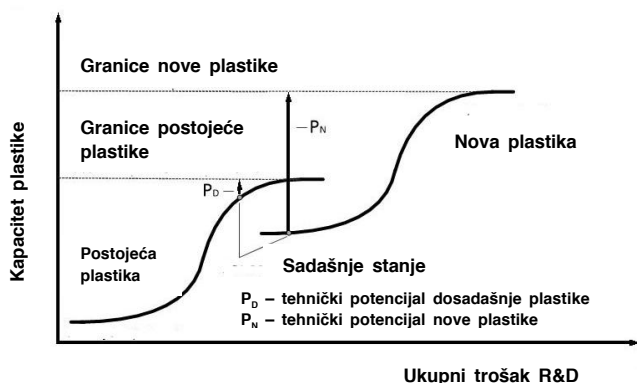 Granice nove plastike
Granice postojeće
plastike
– P_N
Nova plastika
P_D –
Postojeća
plastika
Sadašnje stanje
P_D – tehnički potencijal dosadašnje plastike
P_N – tehnički potencijal nove plastike
Kapacitet plastike
Ukupni trošak R&D